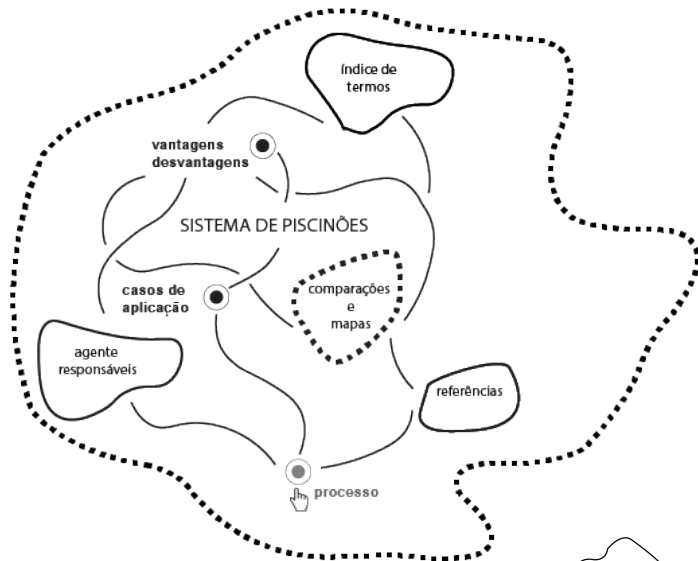 índice de
termos
vantagens
desvantagens
SISTEMA DE PISCINÕES
casos de
aplicação
comparações
e
mapas
agente
responsáveis
referências
processo